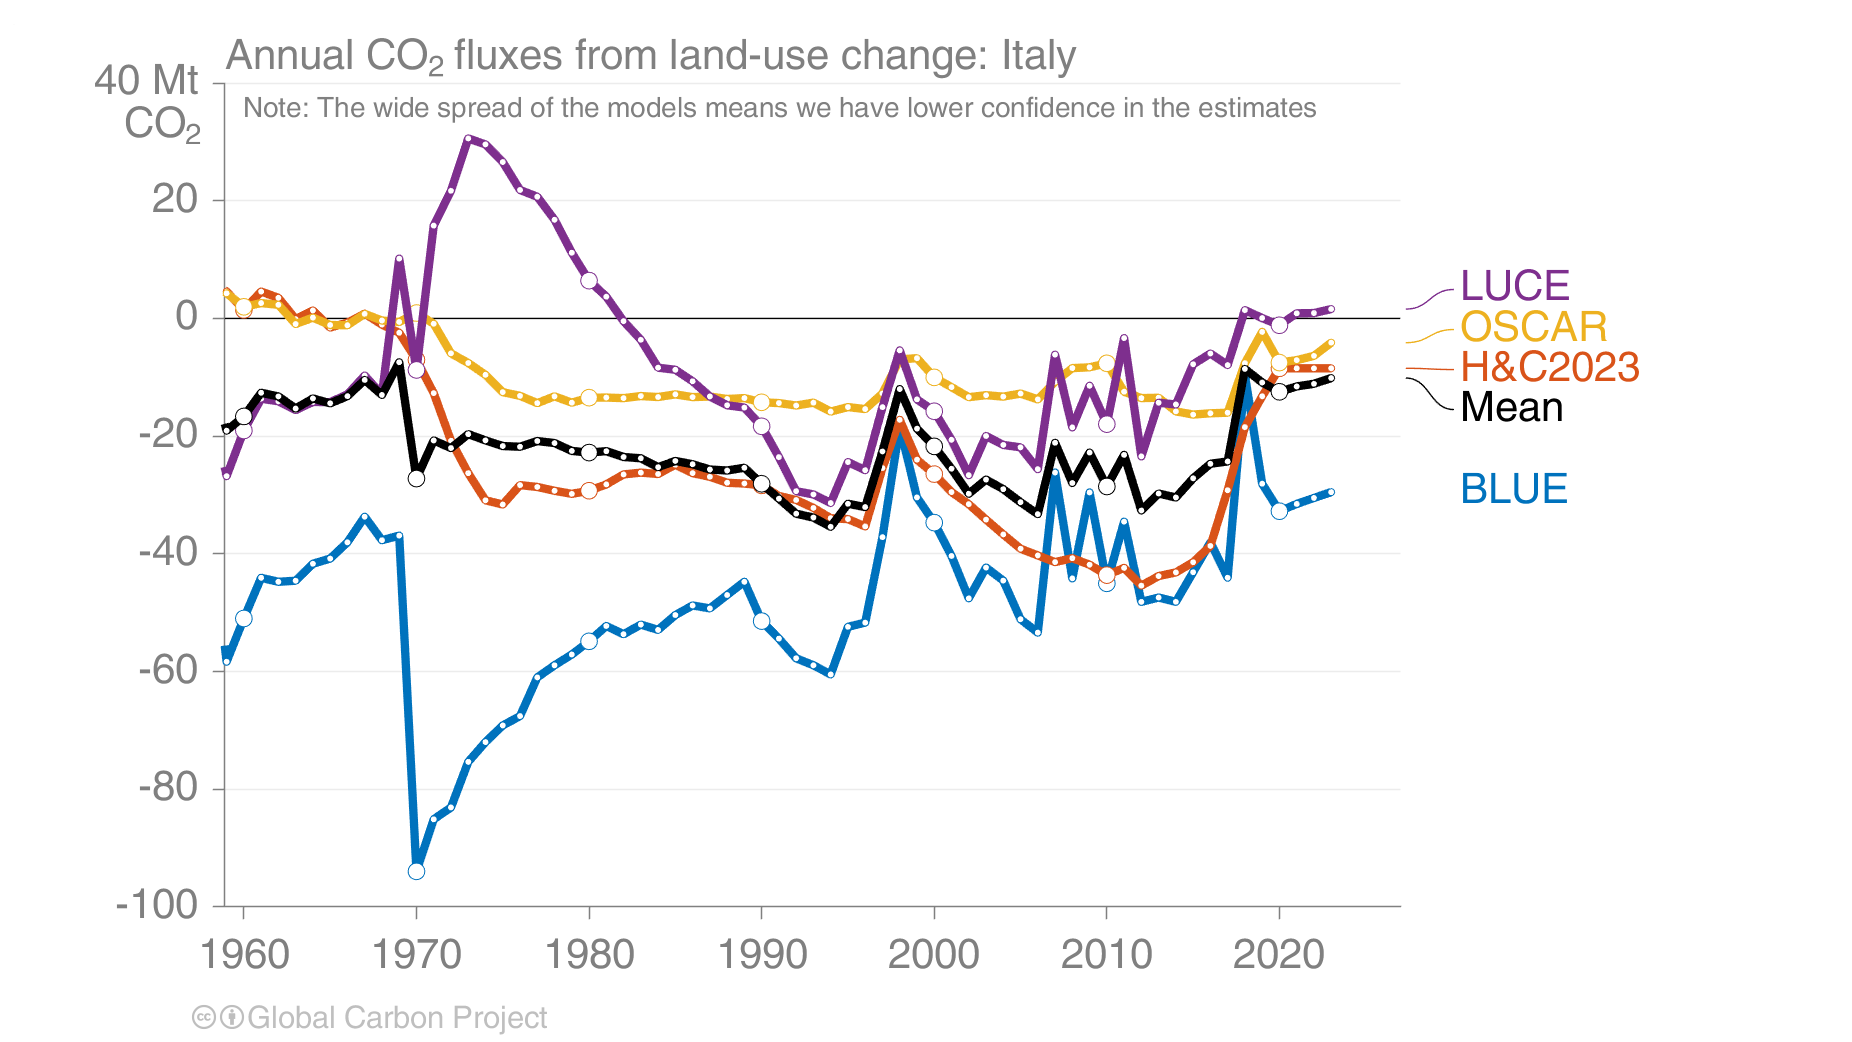 Annual CO₂ fluxes from land-use change: Italy
40 Mt
CO₂
Note: The wide spread of the models means we have lower confidence in the estimates
20
0
-20
-40
-60
-80
-100
LUCE
OSCAR
H&C2023
Mean
BLUE
1960 1970 1980 1990 2000 2010 2020
cc Global Carbon Project